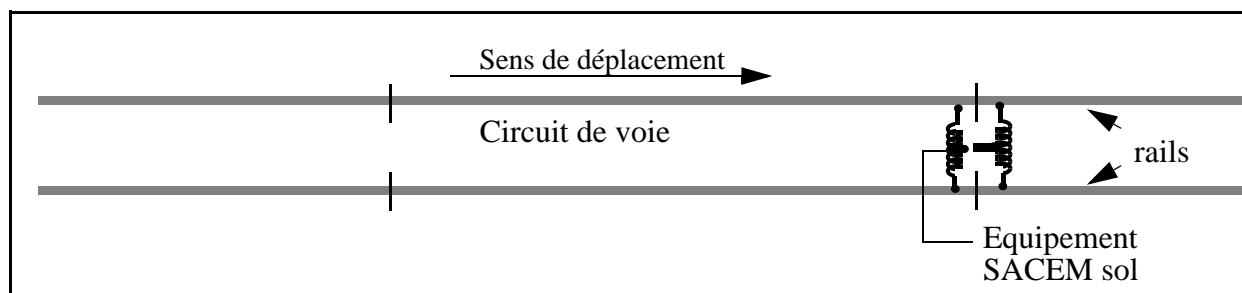 Sens de déplacement
Circuit de voie
rails
Equipement
SACEM sol